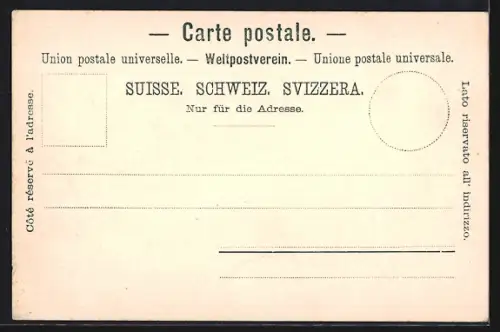 — Carte postale. —
Union postale universelle. — Weltpostverein. — Unione postale universale.
SUISSE. SCHWEIZ. SVIZZERA.
Nur für die Adresse.
Côté réservé à l'adresse.
Lato riservato all' indirizzo.